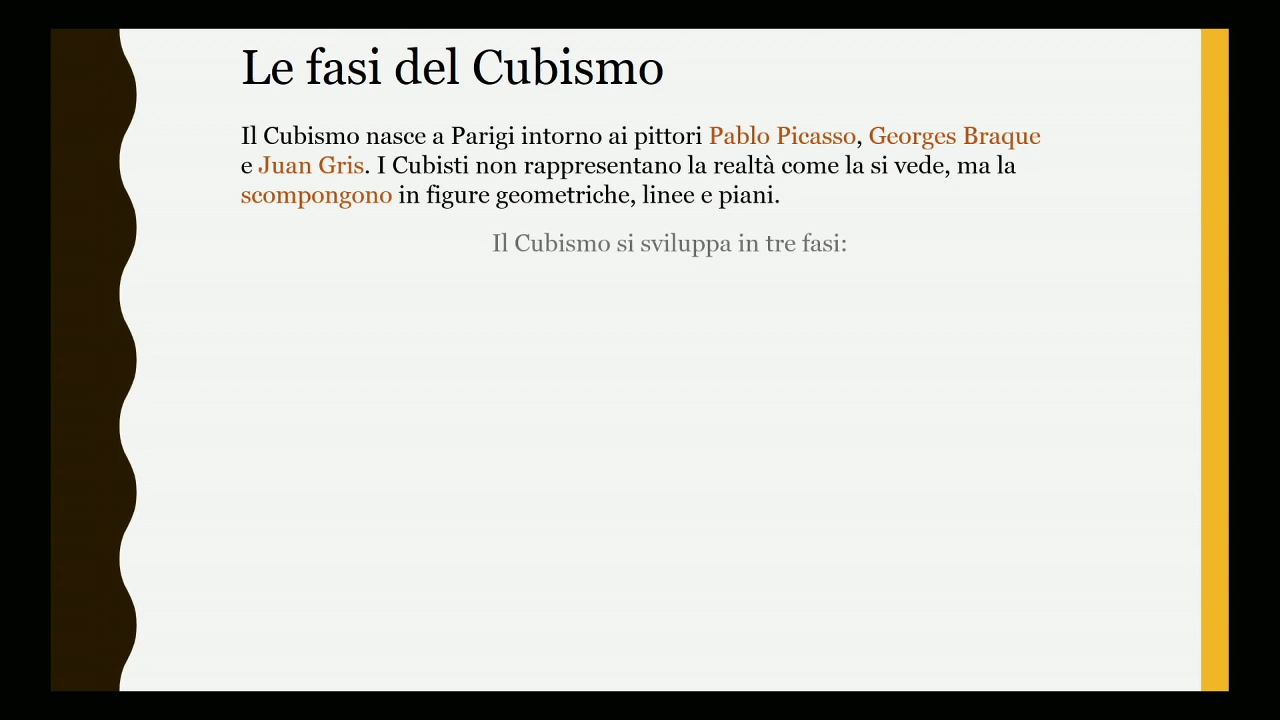 Le fasi del Cubismo
Il Cubismo nasce a Parigi intorno ai pittori Pablo Picasso, Georges Braque
e Juan Gris. I Cubisti non rappresentano la realtà come la si vede, ma la
scompongono in figure geometriche, linee e piani.
Il Cubismo si sviluppa in tre fasi: